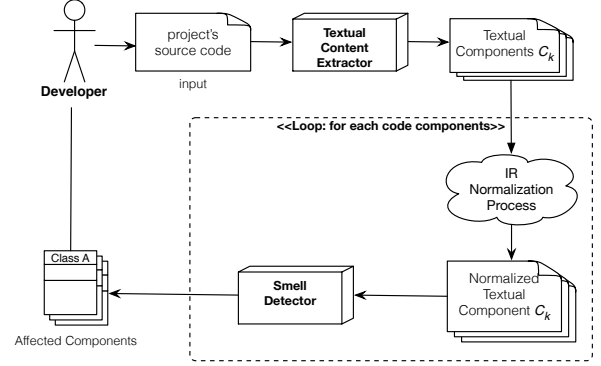 project's
source code
input
Textual
Content
Extractor
Textual
Components Ck
Developer
<<Loop: for each code components>>
IR
Normalization
Process
Class A
Affected Components
Smell
Detector
Normalized
Textual
Component Ck